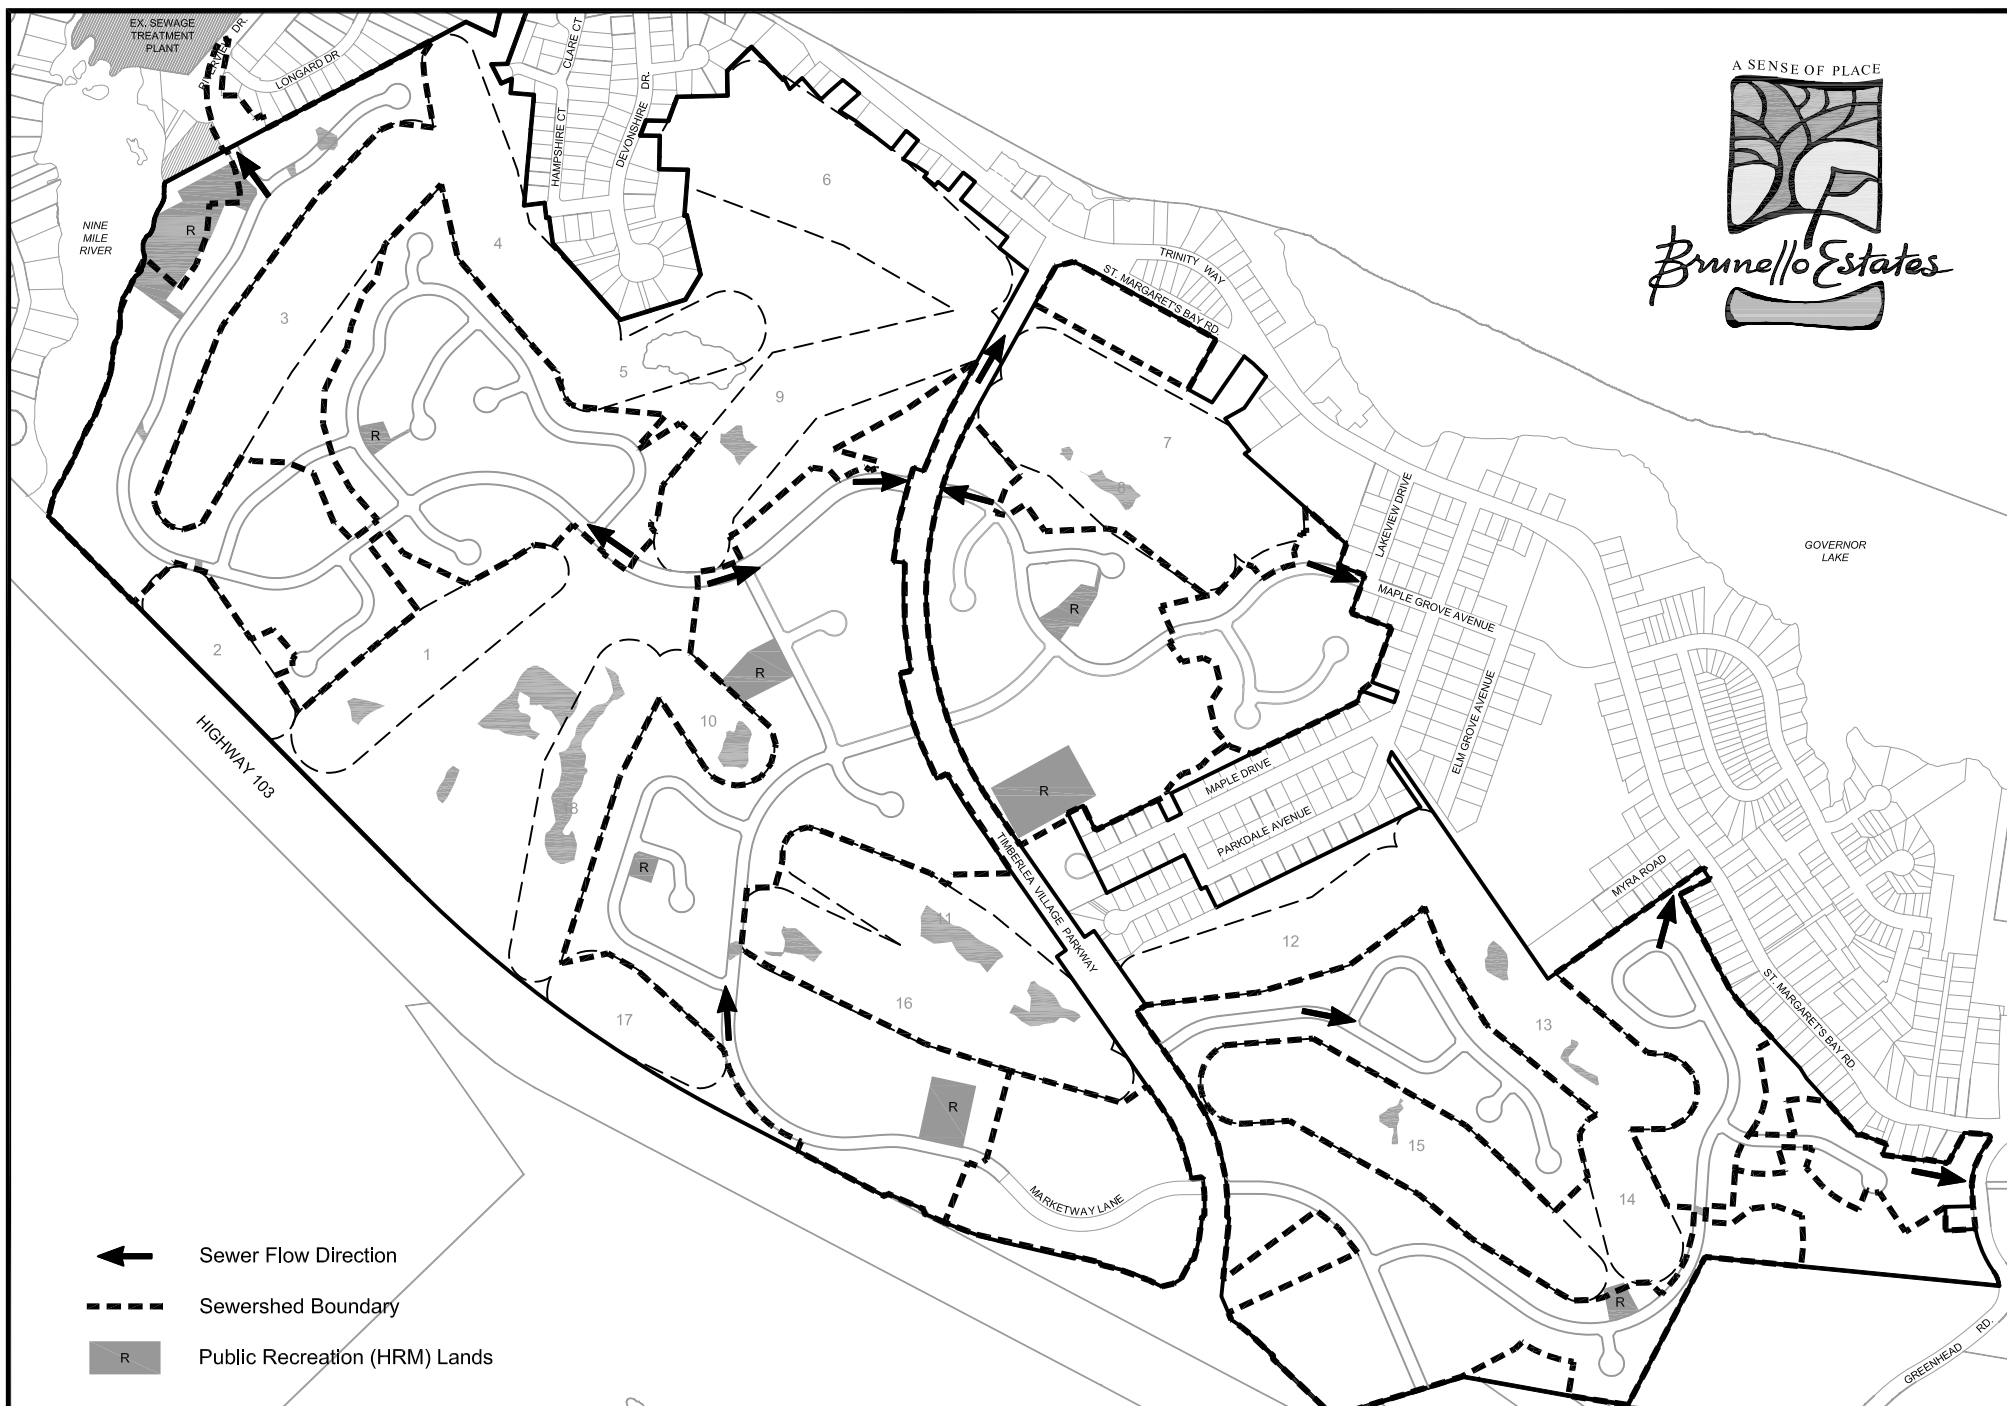 EX. SEWAGE
TREATMENT
PLANT
RIVERVIEW DR.
LONGARD DR
CLARE CT
HAMPSHIRE CT
DEVONSHIRE DR.
A SENSE OF PLACE
Brunello Estates
NINE
MILE
RIVER
R
3
4
5
6
9
TRINITY WAY
ST. MARGARET'S BAY RD
7
8
R
LAKEVIEW DRIVE
GOVERNOR
LAKE
MAPLE GROVE AVENUE
ELM GROVE AVENUE
2
1
R
R
10
HIGHWAY 103
18
R
R
MAPLE DRIVE
PARKDALE AVENUE
TIMBERLEA VILLAGE PARKWAY
MYRA ROAD
11
12
13
16
17
ST. MARGARET'S BAY RD.
R
15
14
MARKETWAY LANE
R
GREENHEAD RD.
Sewer Flow Direction
Sewershed Boundary
R
Public Recreation (HRM) Lands